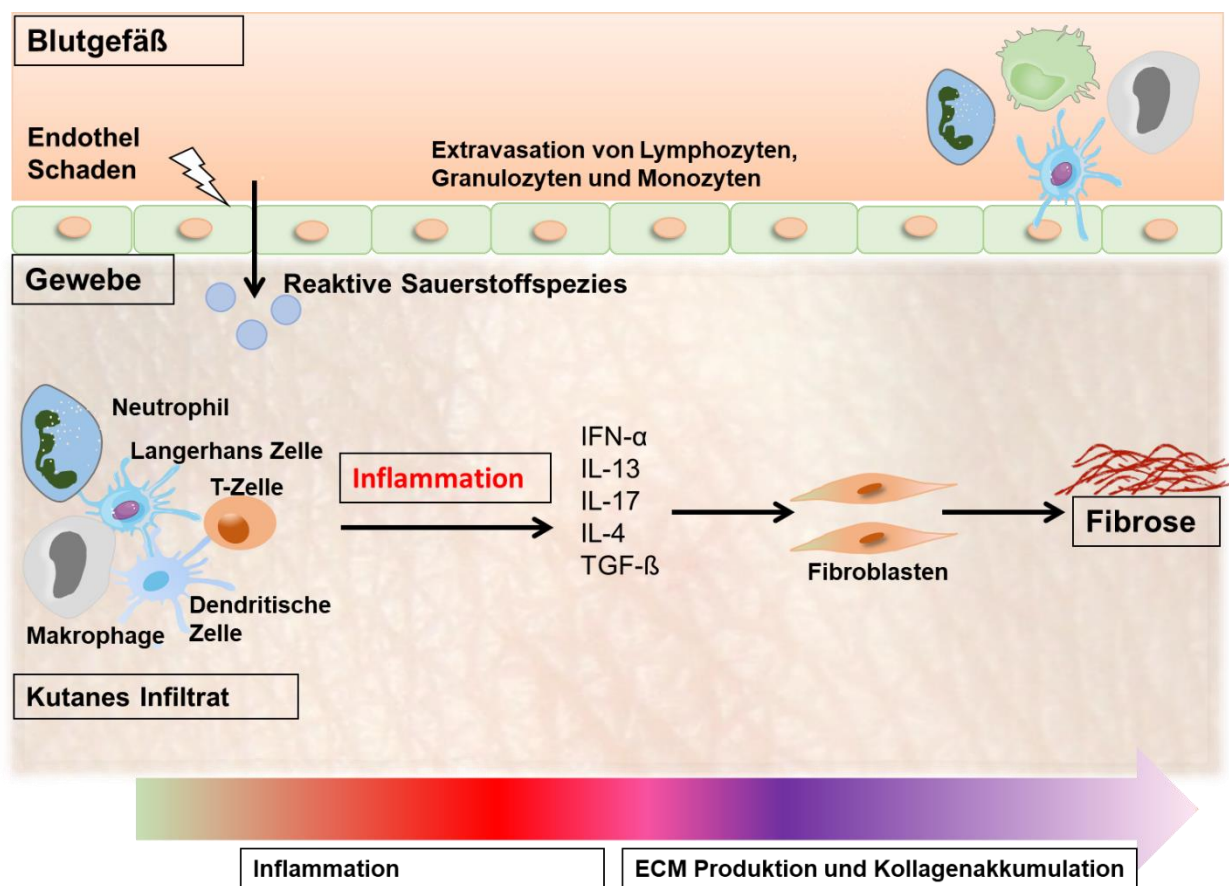 Blutgefäß
Endothel
Schaden
Extravasation von Lymphozyten,
Granulozyten und Monozyten
Gewebe
Reaktive Sauerstoffspezies
Neutrophil
Langerhans Zelle
T-Zelle
Dendritische
Zelle
Makrophage
Kutanes Infiltrat
Inflammation
IFN-α
IL-13
IL-17
IL-4
TGF-ß
Fibroblasten
Fibrose
Inflammation
ECM Produktion und Kollagenakkumulation